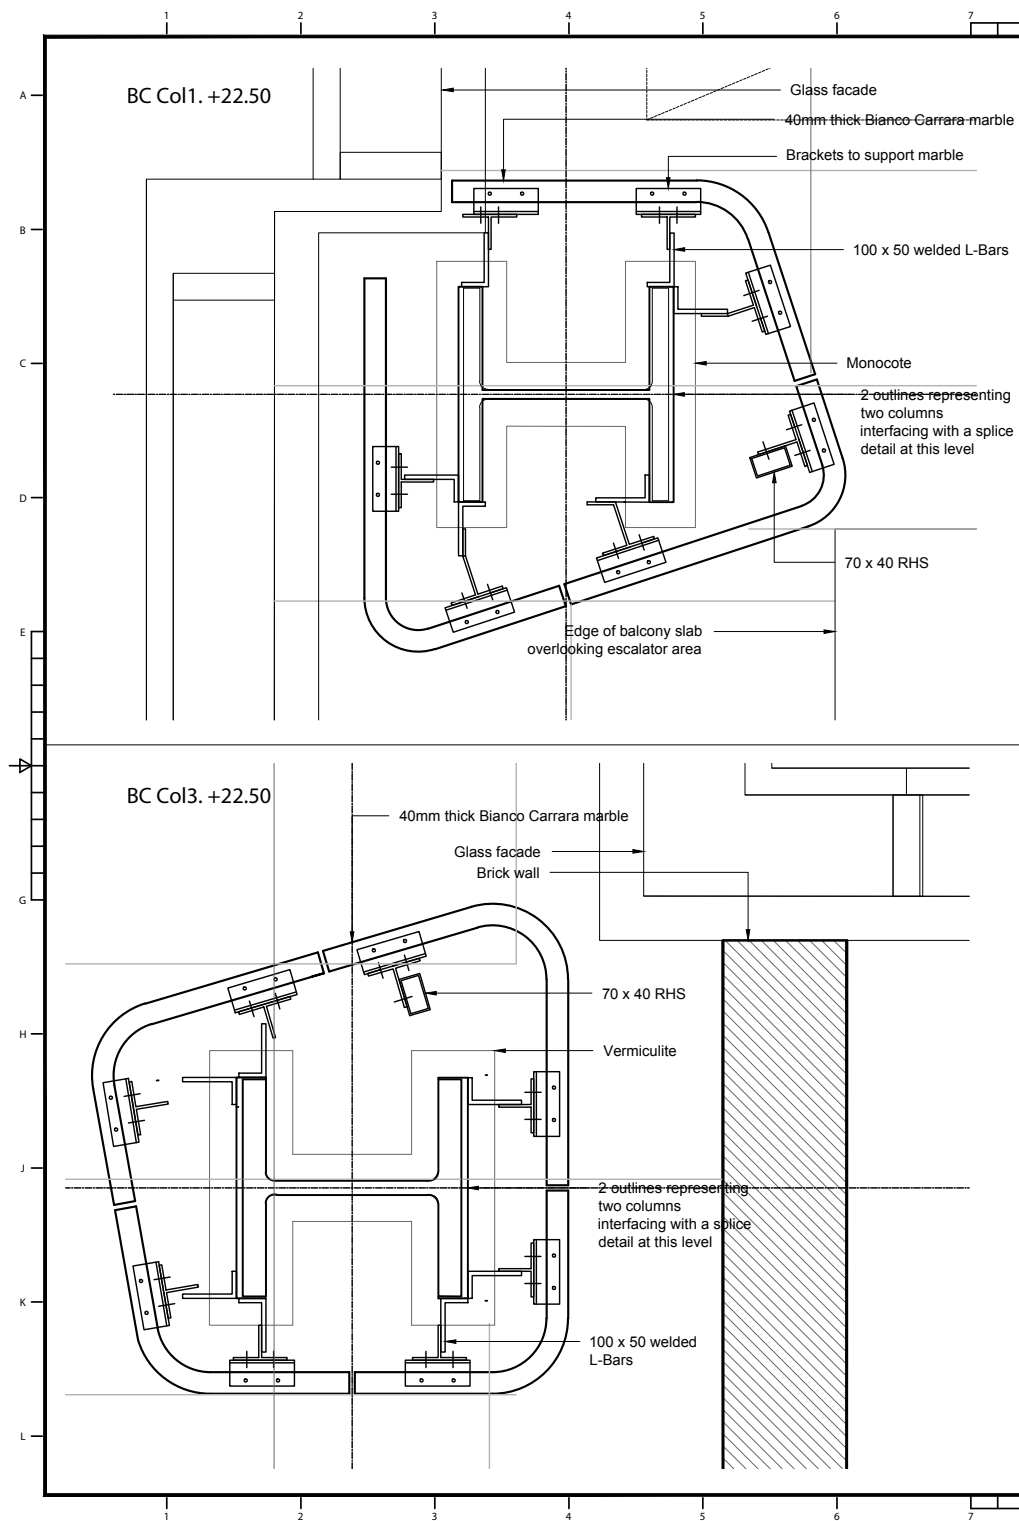 1 2 3 4 5 6 7
A
BC Col1. +22.50
Glass facade
40mm thick Bianco Carrara marble
Brackets to support marble
B
100 x 50 welded L-Bars
C
Monocote
2 outlines representing
two columns
interfacing with a splice
detail at this level
D
70 x 40 RHS
E
Edge of balcony slab
overlooking escalator area
BC Col3. +22.50
40mm thick Bianco Carrara marble
Glass facade
Brick wall
G
70 x 40 RHS
H
Vermiculite
J
2 outlines representing
two columns
interfacing with a splice
detail at this level
K
100 x 50 welded
L-Bars
L
1 2 3 4 5 6 7